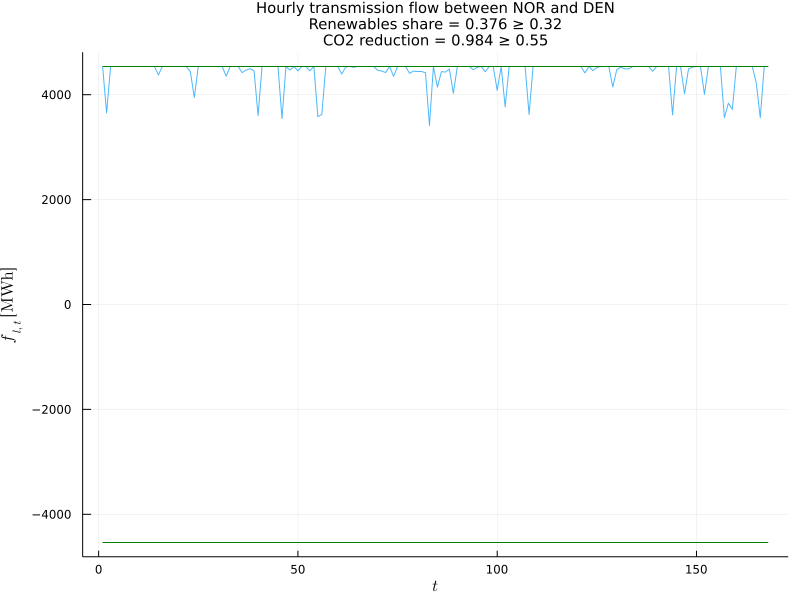 Hourly transmission flow between NOR and DEN
Renewables share = 0.376 ≥ 0.32
CO2 reduction = 0.984 ≥ 0.55
4000
2000
0
−2000
−4000
f l,t [MWh]
0
50
100
150
t